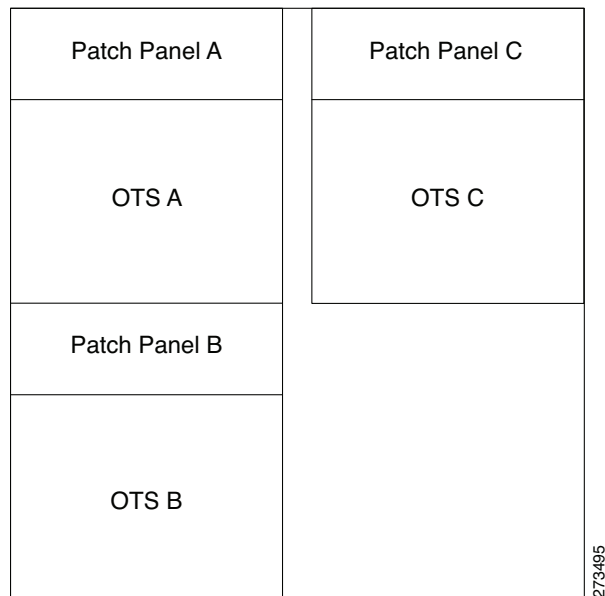 Patch Panel A
Patch Panel C
OTS A
OTS C
Patch Panel B
OTS B
273495